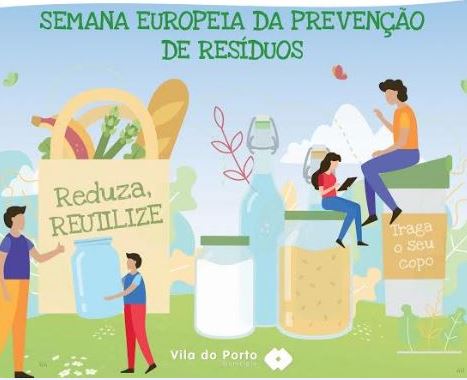 SEMANA EUROPEIA DA PREVENÇÃO
DE RESÍDUOS
Reduza,
REUTILIZE
Traga
o seu
copo
Vila do Porto